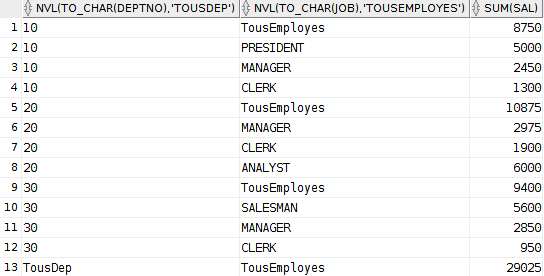 NVL(TO_CHAR(DEPTNO),'TOUSDEP') NVL(TO_CHAR(JOB),'TOUSEMPLOYES') SUM(SAL)
1 10 TousEmployes 8750
2 10 PRESIDENT 5000
3 10 MANAGER 2450
4 10 CLERK 1300
5 20 TousEmployes 10875
6 20 MANAGER 2975
7 20 CLERK 1900
8 20 ANALYST 6000
9 30 TousEmployes 9400
10 30 SALESMAN 5600
11 30 MANAGER 2850
12 30 CLERK 950
13 TousDep TousEmployes 29025